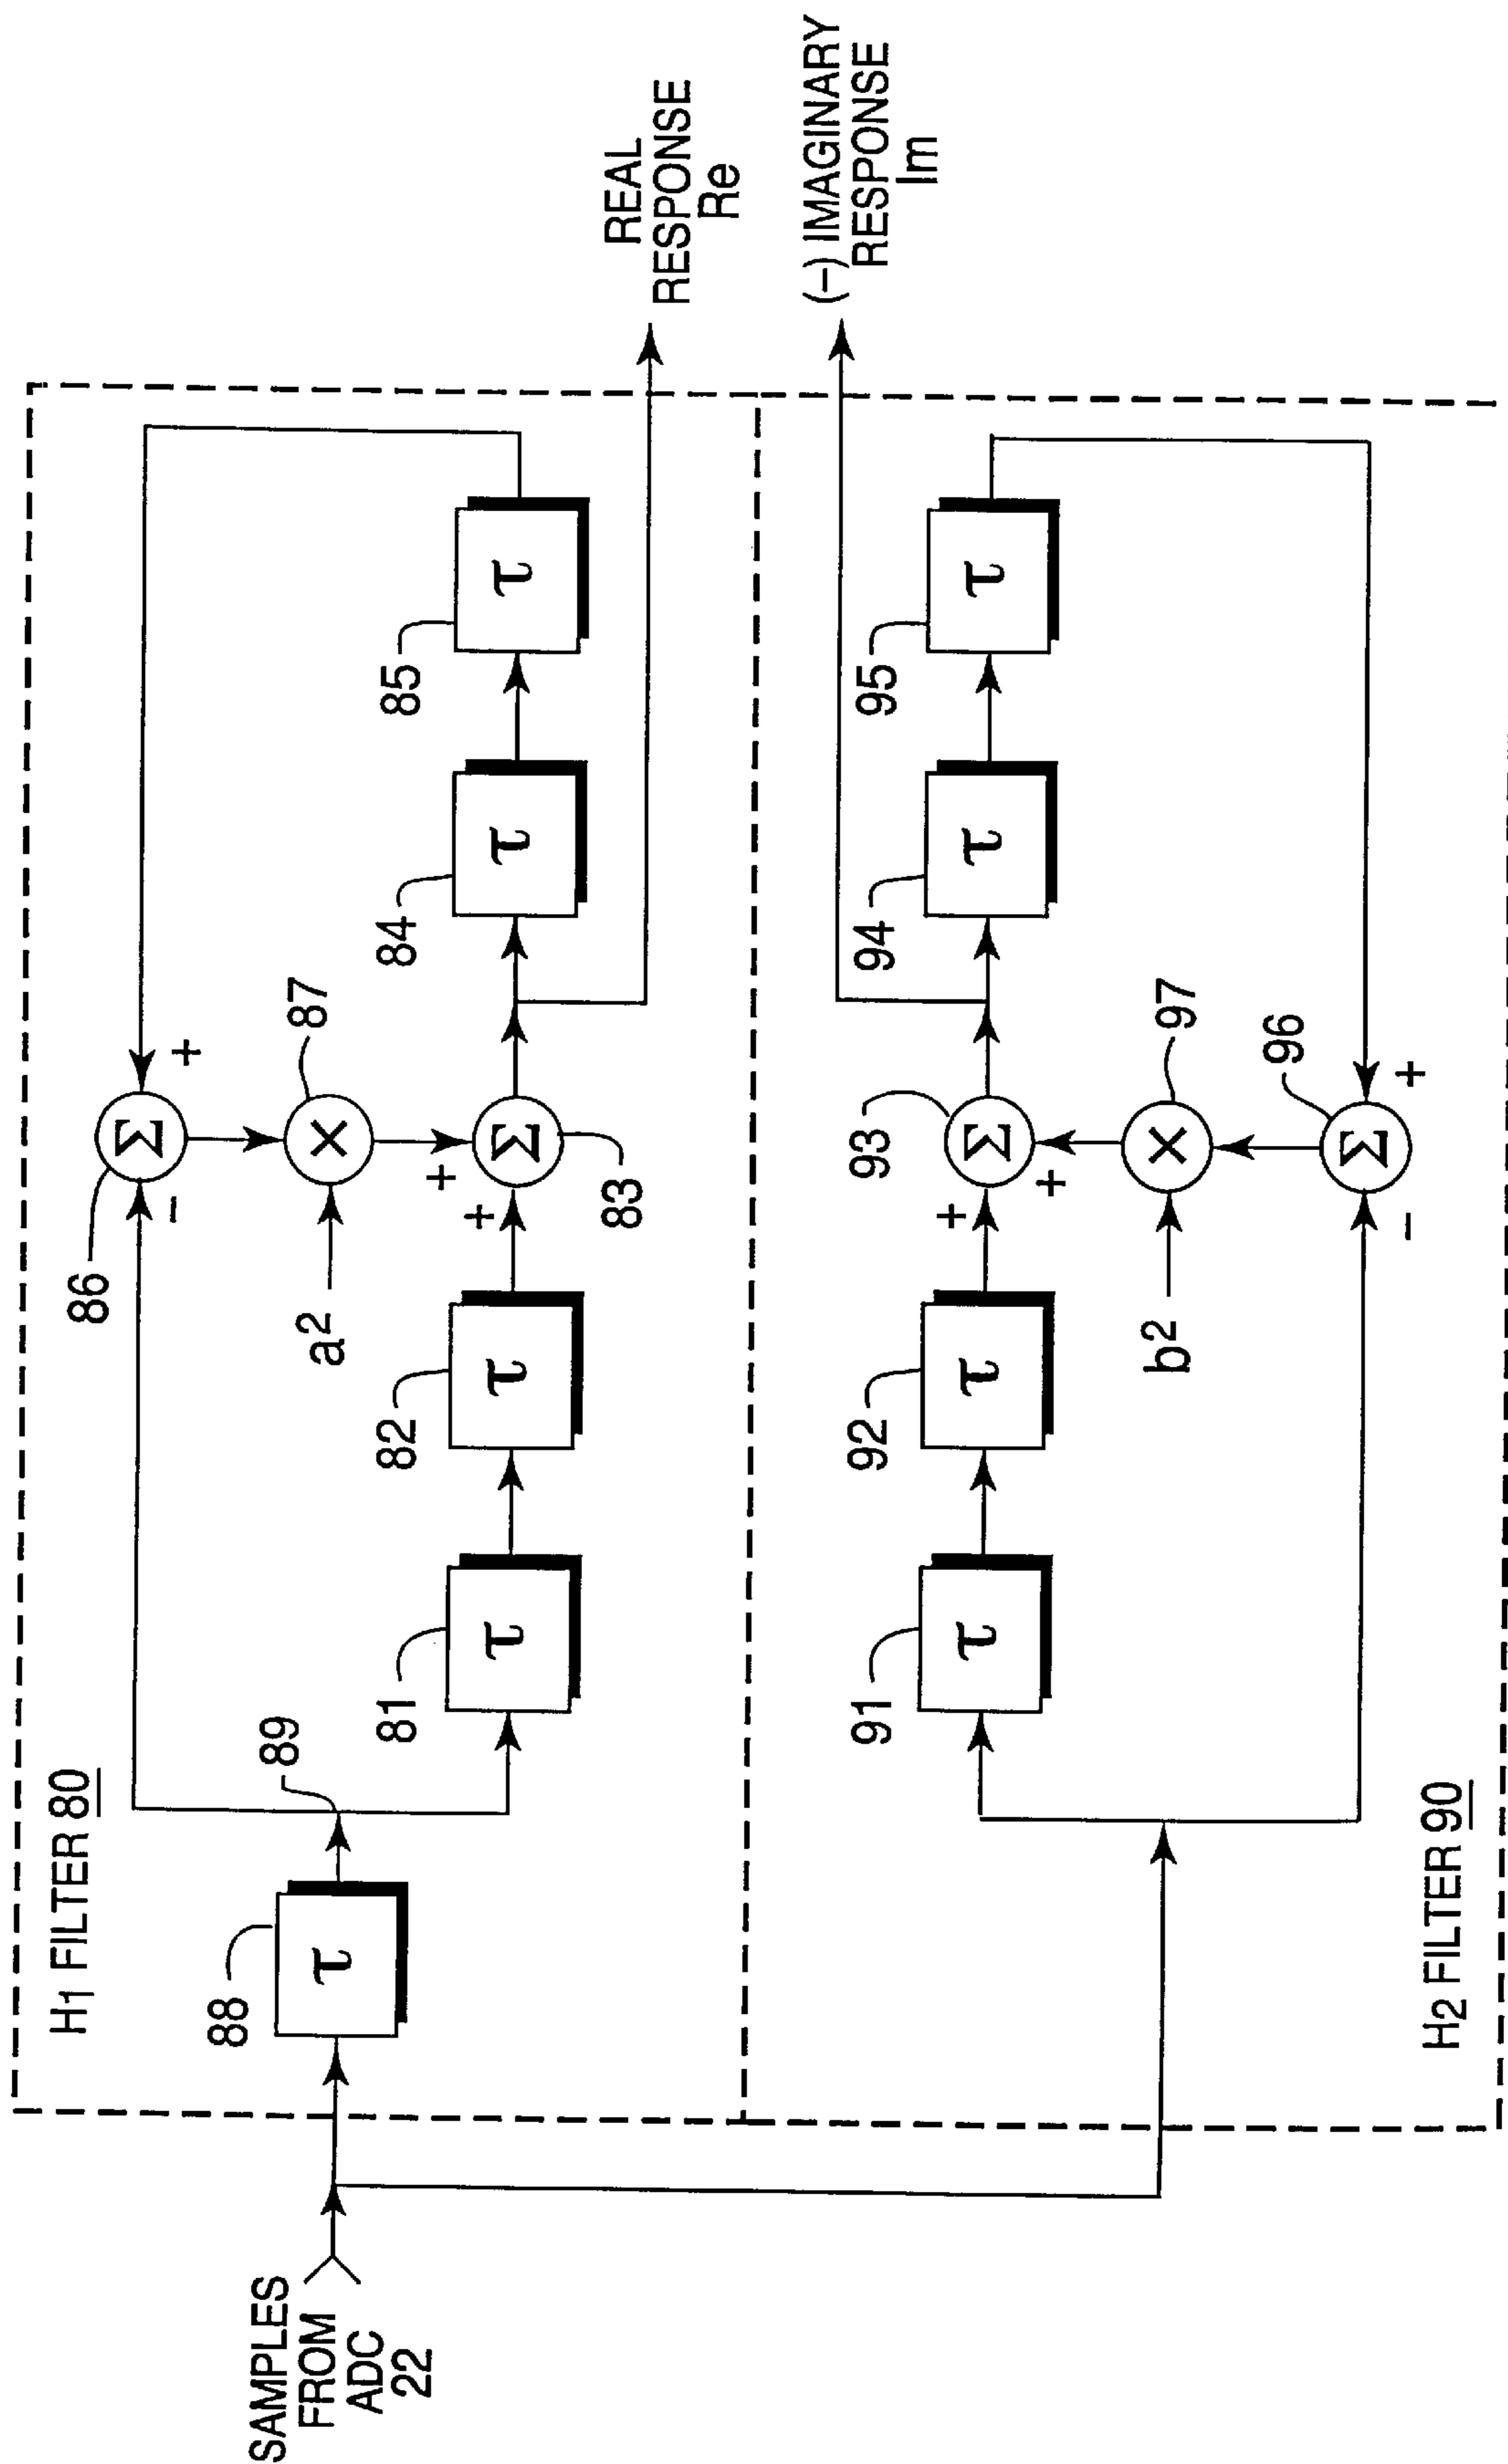 SAMPLES
FROM
ADC
22
H1 FILTER 80
88
τ
89
81
τ
82
τ
86
Σ
−
+
a²
87
×
+
+
Σ
83
84
τ
85
τ
REAL
RESPONSE
Re
H2 FILTER 90
91
τ
92
τ
93
Σ
+
+
b²
97
×
96
Σ
−
+
94
τ
95
τ
(−) IMAGINARY
RESPONSE
Im